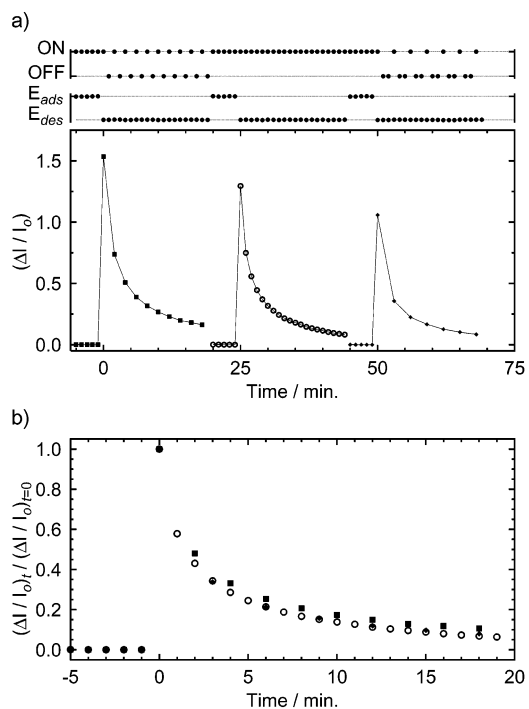 a)
ON
OFF
E_ads
E_des
1.5
1.0
0.5
0.0
(ΔI / I_o)
0 25 50 75
Time / min.
b)
1.0
0.8
0.6
0.4
0.2
0.0
(ΔI / I_o)_t / (ΔI / I_o)_t=0
-5 0 5 10 15 20
Time / min.